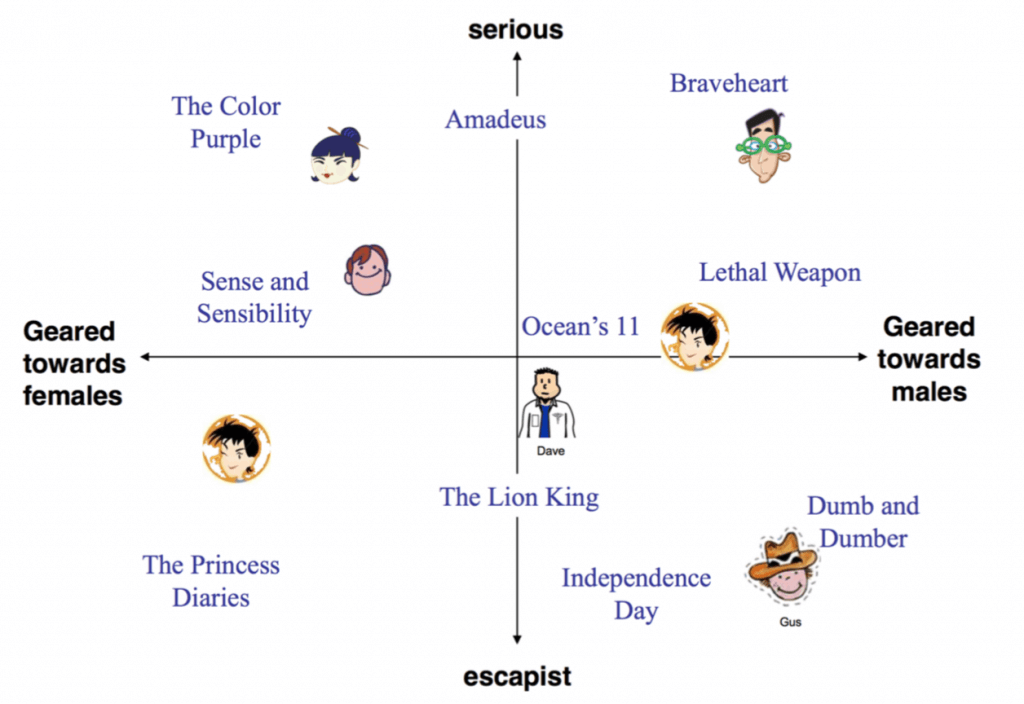 serious
Braveheart
The Color
Purple
Amadeus
Lethal Weapon
Sense and
Sensibility
Ocean's 11
Geared
towards
females
Geared
towards
males
Dave
The Lion King
Dumb and
Dumber
The Princess
Diaries
Independence
Day
Gus
escapist